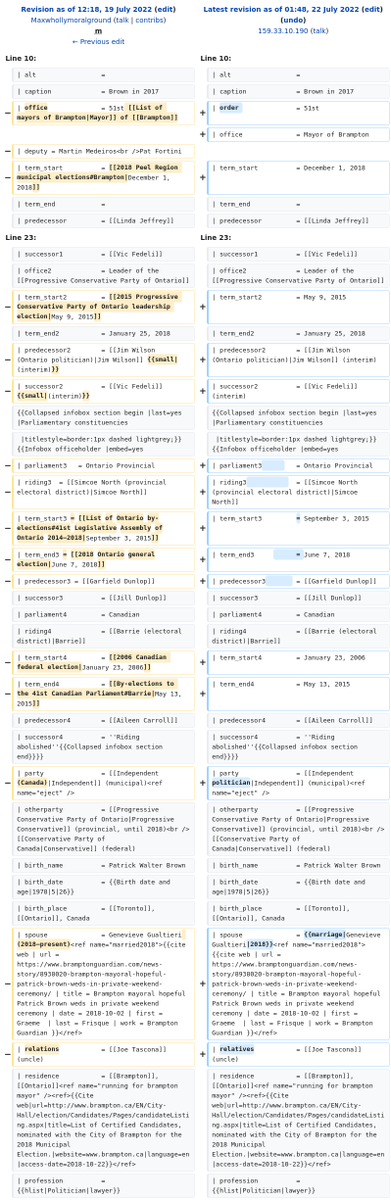 Revision as of 12:18, 19 July 2022 (edit)
Maxwhollymoralground (talk | contribs)
m
← Previous edit
Latest revision as of 01:48, 22 July 2022 (edit)
(undo)
159.33.10.190 (talk)
Line 10:
Line 10:
| alt =
| alt =
| caption = Brown in 2017
| caption = Brown in 2017
− | office = 51st [[List of
mayors of Brampton|Mayor]] of [[Brampton]]
+ | order = 51st
+ | office = Mayor of Brampton
− | deputy = Martin Medeiros<br />Pat Fortini
− | term_start = [[2018 Peel Region
municipal elections#Brampton|December 1,
2018]]
+ | term_start = December 1, 2018
| term_end =
| term_end =
| predecessor = [[Linda Jeffrey]]
| predecessor = [[Linda Jeffrey]]
Line 23:
Line 23:
| successor1 = [[Vic Fedeli]]
| successor1 = [[Vic Fedeli]]
| office2 = Leader of the
[[Progressive Conservative Party of Ontario]]
| office2 = Leader of the
[[Progressive Conservative Party of Ontario]]
− | term_start2 = [[2015 Progressive
Conservative Party of Ontario leadership
election|May 9, 2015]]
+ | term_start2 = May 9, 2015
| term_end2 = January 25, 2018
| term_end2 = January 25, 2018
− | predecessor2 = [[Jim Wilson
(Ontario politician)|Jim Wilson]] {{small|
(interim)}}
+ | predecessor2 = [[Jim Wilson
(Ontario politician)|Jim Wilson]] (interim)
− | successor2 = [[Vic Fedeli]]
{{small|(interim)}}
+ | successor2 = [[Vic Fedeli]]
(interim)
{{Collapsed infobox section begins |last=yes
|Parliamentary constituencies
{{Collapsed infobox section begins |last=yes
|Parliamentary constituencies
|titlestyle=border:1px dashed lightgrey;}}
{{Infobox officeholder |embed=yes
|titlestyle=border:1px dashed lightgrey;}}
{{Infobox officeholder |embed=yes
− | parliament3 = Ontario Provincial
+ | parliament3 = Ontario Provincial
− | riding3 = [[Simcoe North (provincial
electoral district)|Simcoe North]]
+ | riding3 = [[Simcoe North
(provincial electoral district)|Simcoe
North]]
− | term_start3 = [[List of Ontario by-
elections#41st Legislative Assembly of
Ontario 2014–2018|September 3, 2015]]
+ | term_start3 = September 3, 2015
− | term_end3 = [[2018 Ontario general
election|June 7, 2018]]
+ | term_end3 = June 7, 2018
− | predecessor3 = [[Garfield Dunlop]]
+ | predecessor3 = [[Garfield Dunlop]]
| successor3 = [[Jill Dunlop]]
| successor3 = [[Jill Dunlop]]
| parliament4 = Canadian
| parliament4 = Canadian
| riding4 = [[Barrie (electoral
district)|Barrie]]
| riding4 = [[Barrie (electoral
district)|Barrie]]
− | term_start4 = [[2006 Canadian
federal election|January 23, 2006]]
+ | term_start4 = January 23, 2006
− | term_end4 = [[By-elections to
the 41st Canadian Parliament#Barrie|May 13,
2015]]
+ | term_end4 = May 13, 2015
| predecessor4 = [[Aileen Carroll]]
| predecessor4 = [[Aileen Carroll]]
| successor4 = ''Riding
abolished''{{Collapsed infobox section
end}}}}
| successor4 = ''Riding
abolished''{{Collapsed infobox section
end}}}}
− | party = [[Independent
(Canada)|Independent]] (municipal)<ref
name="eject" />
+ | party = [[Independent
politician|Independent]] (municipal)<ref
name="eject" />
| otherparty = [[Progressive
Conservative Party of Ontario|Progressive
Conservative]] (provincial, until 2018)<br />
[[Conservative Party of
Canada|Conservative]] (federal)
| otherparty = [[Progressive
Conservative Party of Ontario|Progressive
Conservative]] (provincial, until 2018)<br />
[[Conservative Party of
Canada|Conservative]] (federal)
| birth_name = Patrick Walter Brown
| birth_name = Patrick Walter Brown
| birth_date = {{Birth date and
age|1978|5|26}}
| birth_date = {{Birth date and
age|1978|5|26}}
| birth_place = [[Toronto]],
[[Ontario]], Canada
| birth_place = [[Toronto]],
[[Ontario]], Canada
− | spouse = Genevieve Gualtieri
(2018–present)<ref name="married2018">{{cite
web | url =
https://www.bramptonguardian.com/news-
story/8938020-brampton-mayoral-hopeful-
patrick-brown-weds-in-private-weekend-
ceremony/ | title = Brampton mayoral hopeful
Patrick Brown weds in private weekend
ceremony | date = 2018-10-02 | first =
Graeme | last = Frisque | work = Brampton
Guardian }}</ref>
+ | spouse = {{marriage|Genevieve
Gualtieri|2018}}<ref name="married2018">
{{cite web | url =
https://www.bramptonguardian.com/news-
story/8938020-brampton-mayoral-hopeful-
patrick-brown-weds-in-private-weekend-
ceremony/ | title = Brampton mayoral hopeful
Patrick Brown weds in private weekend
ceremony | date = 2018-10-02 | first =
Graeme | last = Frisque | work = Brampton
Guardian }}</ref>
− | relations = [[Joe Tascona]]
(uncle)
+ | relatives = [[Joe Tascona]]
(uncle)
| residence = [[Brampton]],
[[Ontario]]<ref name="running for brampton
mayor" /><ref>{{Cite
web|url=http://www.brampton.ca/EN/City-
Hall/election/Candidates/Pages/candidateListi
ng.aspx|title=List of Certified Candidates,
nominated with the City of Brampton for the
2018 Municipal
Election.|website=www.brampton.ca|language=en
|access-date=2018-10-22}}</ref>
| residence = [[Brampton]],
[[Ontario]]<ref name="running for brampton
mayor" /><ref>{{Cite
web|url=http://www.brampton.ca/EN/City-
Hall/election/Candidates/Pages/candidateListi
ng.aspx|title=List of Certified Candidates,
nominated with the City of Brampton for the
2018 Municipal
Election.|website=www.brampton.ca|language=en
|access-date=2018-10-22}}</ref>
| profession =
{{hlist|Politician|lawyer}}
| profession =
{{hlist|Politician|lawyer}}